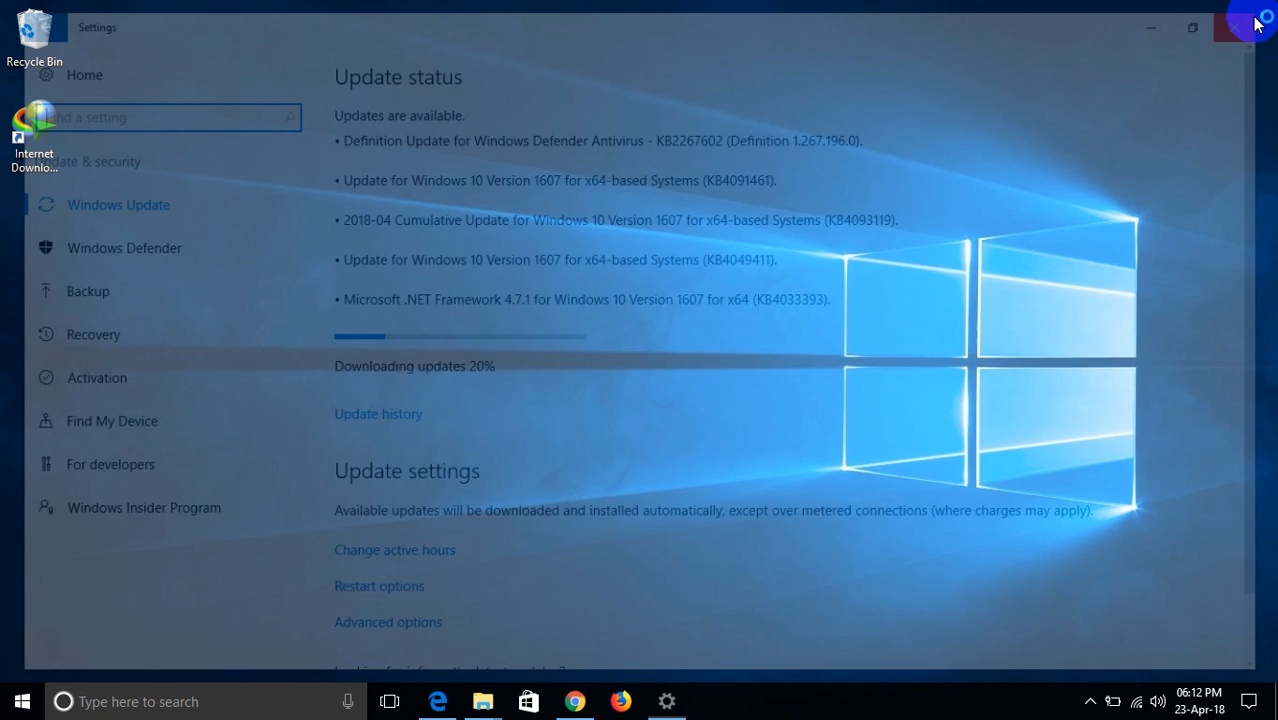 Settings
Recycle Bin
Home
Update status
Updates are available.
nd a setting
• Definition Update for Windows Defender Antivirus - KB2267602 (Definition 1.267.196.0).
Internet
Downlo...
date & security
• Update for Windows 10 Version 1607 for x64-based Systems (KB4091461).
Windows Update
• 2018-04 Cumulative Update for Windows 10 Version 1607 for x64-based Systems (KB4093119).
Windows Defender
• Update for Windows 10 Version 1607 for x64-based Systems (KB4049411).
Backup
• Microsoft .NET Framework 4.7.1 for Windows 10 Version 1607 for x64 (KB4033393).
Recovery
Downloading updates 20%
Activation
Update history
Find My Device
For developers
Update settings
Windows Insider Program
Available updates will be downloaded and installed automatically, except over metered connections (where charges may apply).
Change active hours
Restart options
Advanced options
Type here to search
06:12 PM
23-Apr-18